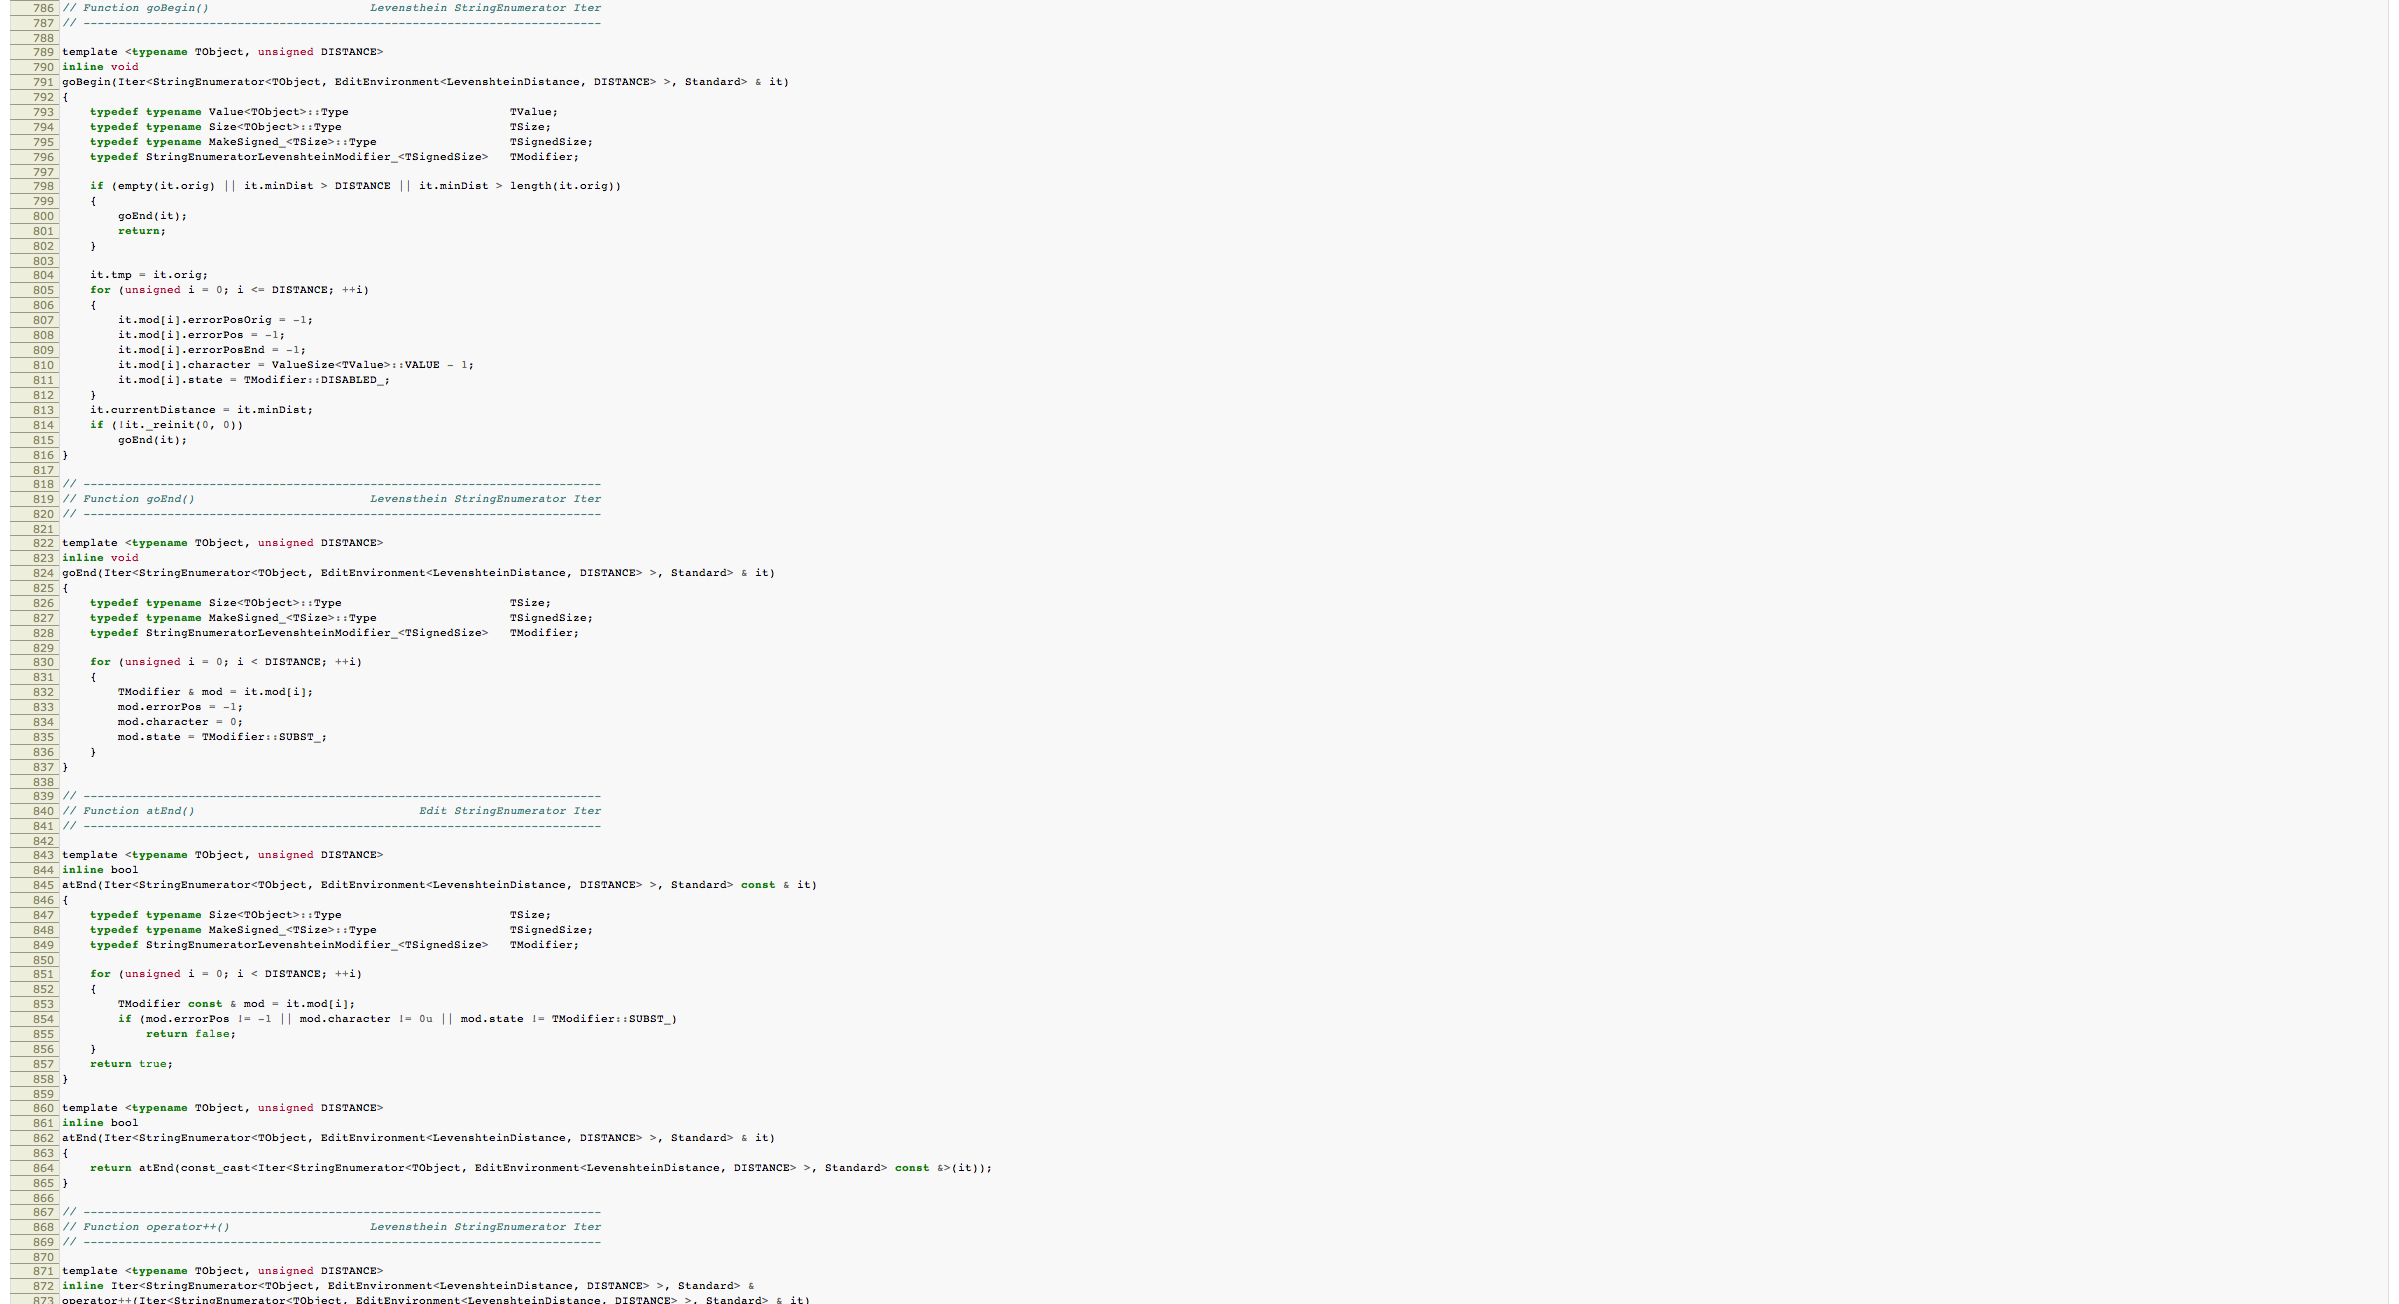 786 // Function goBegin()                       Levensthein StringEnumerator Iter
787 // --------------------------------------------------------------------------
788
789 template <typename TObject, unsigned DISTANCE>
790 inline void
791 goBegin(Iter<StringEnumerator<TObject, EditEnvironment<LevenshteinDistance, DISTANCE> >, Standard> & it)
792 {
793     typedef typename Value<TObject>::Type                       TValue;
794     typedef typename Size<TObject>::Type                        TSize;
795     typedef typename MakeSigned_<TSize>::Type                   TSignedSize;
796     typedef StringEnumeratorLevenshteinModifier_<TSignedSize>   TModifier;
797
798     if (empty(it.orig) || it.minDist > DISTANCE || it.minDist > length(it.orig))
799     {
800         goEnd(it);
801         return;
802     }
803
804     it.tmp = it.orig;
805     for (unsigned i = 0; i <= DISTANCE; ++i)
806     {
807         it.mod[i].errorPosOrig = -1;
808         it.mod[i].errorPos = -1;
809         it.mod[i].errorPosEnd = -1;
810         it.mod[i].character = ValueSize<TValue>::VALUE - 1;
811         it.mod[i].state = TModifier::DISABLED_;
812     }
813     it.currentDistance = it.minDist;
814     if (!it._reinit(0, 0))
815         goEnd(it);
816 }
817
818 // --------------------------------------------------------------------------
819 // Function goEnd()                         Levensthein StringEnumerator Iter
820 // --------------------------------------------------------------------------
821
822 template <typename TObject, unsigned DISTANCE>
823 inline void
824 goEnd(Iter<StringEnumerator<TObject, EditEnvironment<LevenshteinDistance, DISTANCE> >, Standard> & it)
825 {
826     typedef typename Size<TObject>::Type                        TSize;
827     typedef typename MakeSigned_<TSize>::Type                   TSignedSize;
828     typedef StringEnumeratorLevenshteinModifier_<TSignedSize>   TModifier;
829
830     for (unsigned i = 0; i < DISTANCE; ++i)
831     {
832         TModifier & mod = it.mod[i];
833         mod.errorPos = -1;
834         mod.character = 0;
835         mod.state = TModifier::SUBST_;
836     }
837 }
838
839 // --------------------------------------------------------------------------
840 // Function atEnd()                                Edit StringEnumerator Iter
841 // --------------------------------------------------------------------------
842
843 template <typename TObject, unsigned DISTANCE>
844 inline bool
845 atEnd(Iter<StringEnumerator<TObject, EditEnvironment<LevenshteinDistance, DISTANCE> >, Standard> const & it)
846 {
847     typedef typename Size<TObject>::Type                        TSize;
848     typedef typename MakeSigned_<TSize>::Type                   TSignedSize;
849     typedef StringEnumeratorLevenshteinModifier_<TSignedSize>   TModifier;
850
851     for (unsigned i = 0; i < DISTANCE; ++i)
852     {
853         TModifier const & mod = it.mod[i];
854         if (mod.errorPos != -1 || mod.character != 0u || mod.state != TModifier::SUBST_)
855             return false;
856     }
857     return true;
858 }
859
860 template <typename TObject, unsigned DISTANCE>
861 inline bool
862 atEnd(Iter<StringEnumerator<TObject, EditEnvironment<LevenshteinDistance, DISTANCE> >, Standard> & it)
863 {
864     return atEnd(const_cast<Iter<StringEnumerator<TObject, EditEnvironment<LevenshteinDistance, DISTANCE> >, Standard> const &>(it));
865 }
866
867 // --------------------------------------------------------------------------
868 // Function operator++()                    Levensthein StringEnumerator Iter
869 // --------------------------------------------------------------------------
870
871 template <typename TObject, unsigned DISTANCE>
872 inline Iter<StringEnumerator<TObject, EditEnvironment<LevenshteinDistance, DISTANCE> >, Standard> &
873 operator++(Iter<StringEnumerator<TObject, EditEnvironment<LevenshteinDistance, DISTANCE> >, Standard> & it)